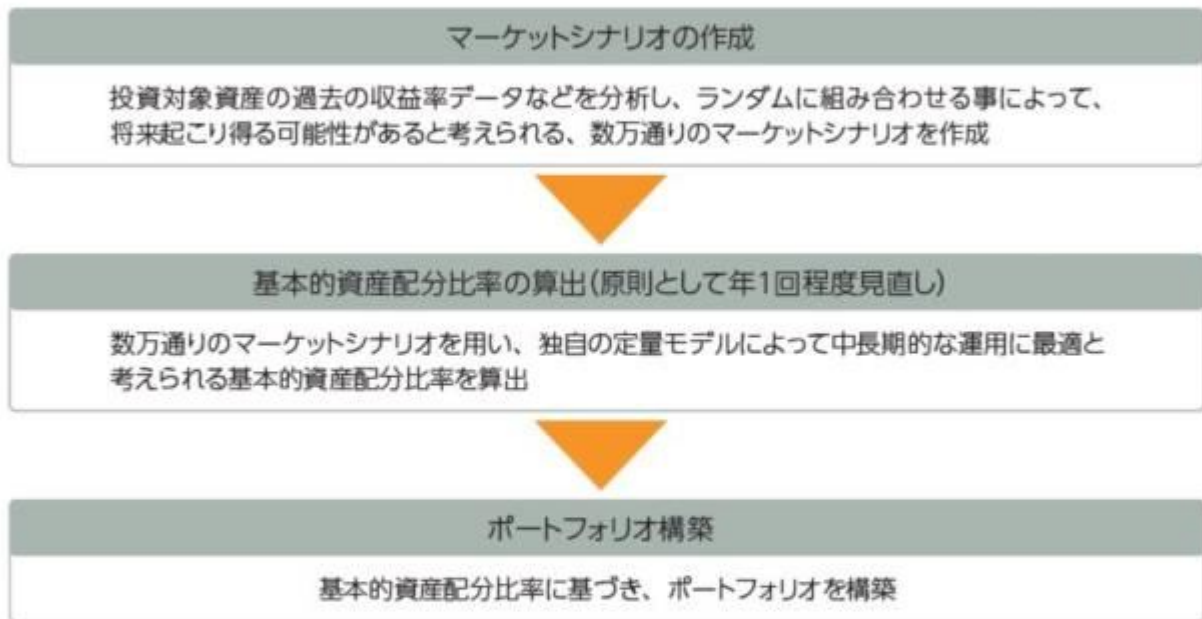 マーケットシナリオの作成
投資対象資産の過去の収益率データなどを分析し、ランダムに組み合わせる事によって、
将来起こり得る可能性があると考えられる、数万通りのマーケットシナリオを作成
基本的資産配分比率の算出(原則として年1回程度見直し)
数万通りのマーケットシナリオを用い、独自の定量モデルによって中長期的な運用に最適と
考えられる基本的資産配分比率を算出
ポートフォリオ構築
基本的資産配分比率に基づき、ポートフォリオを構築